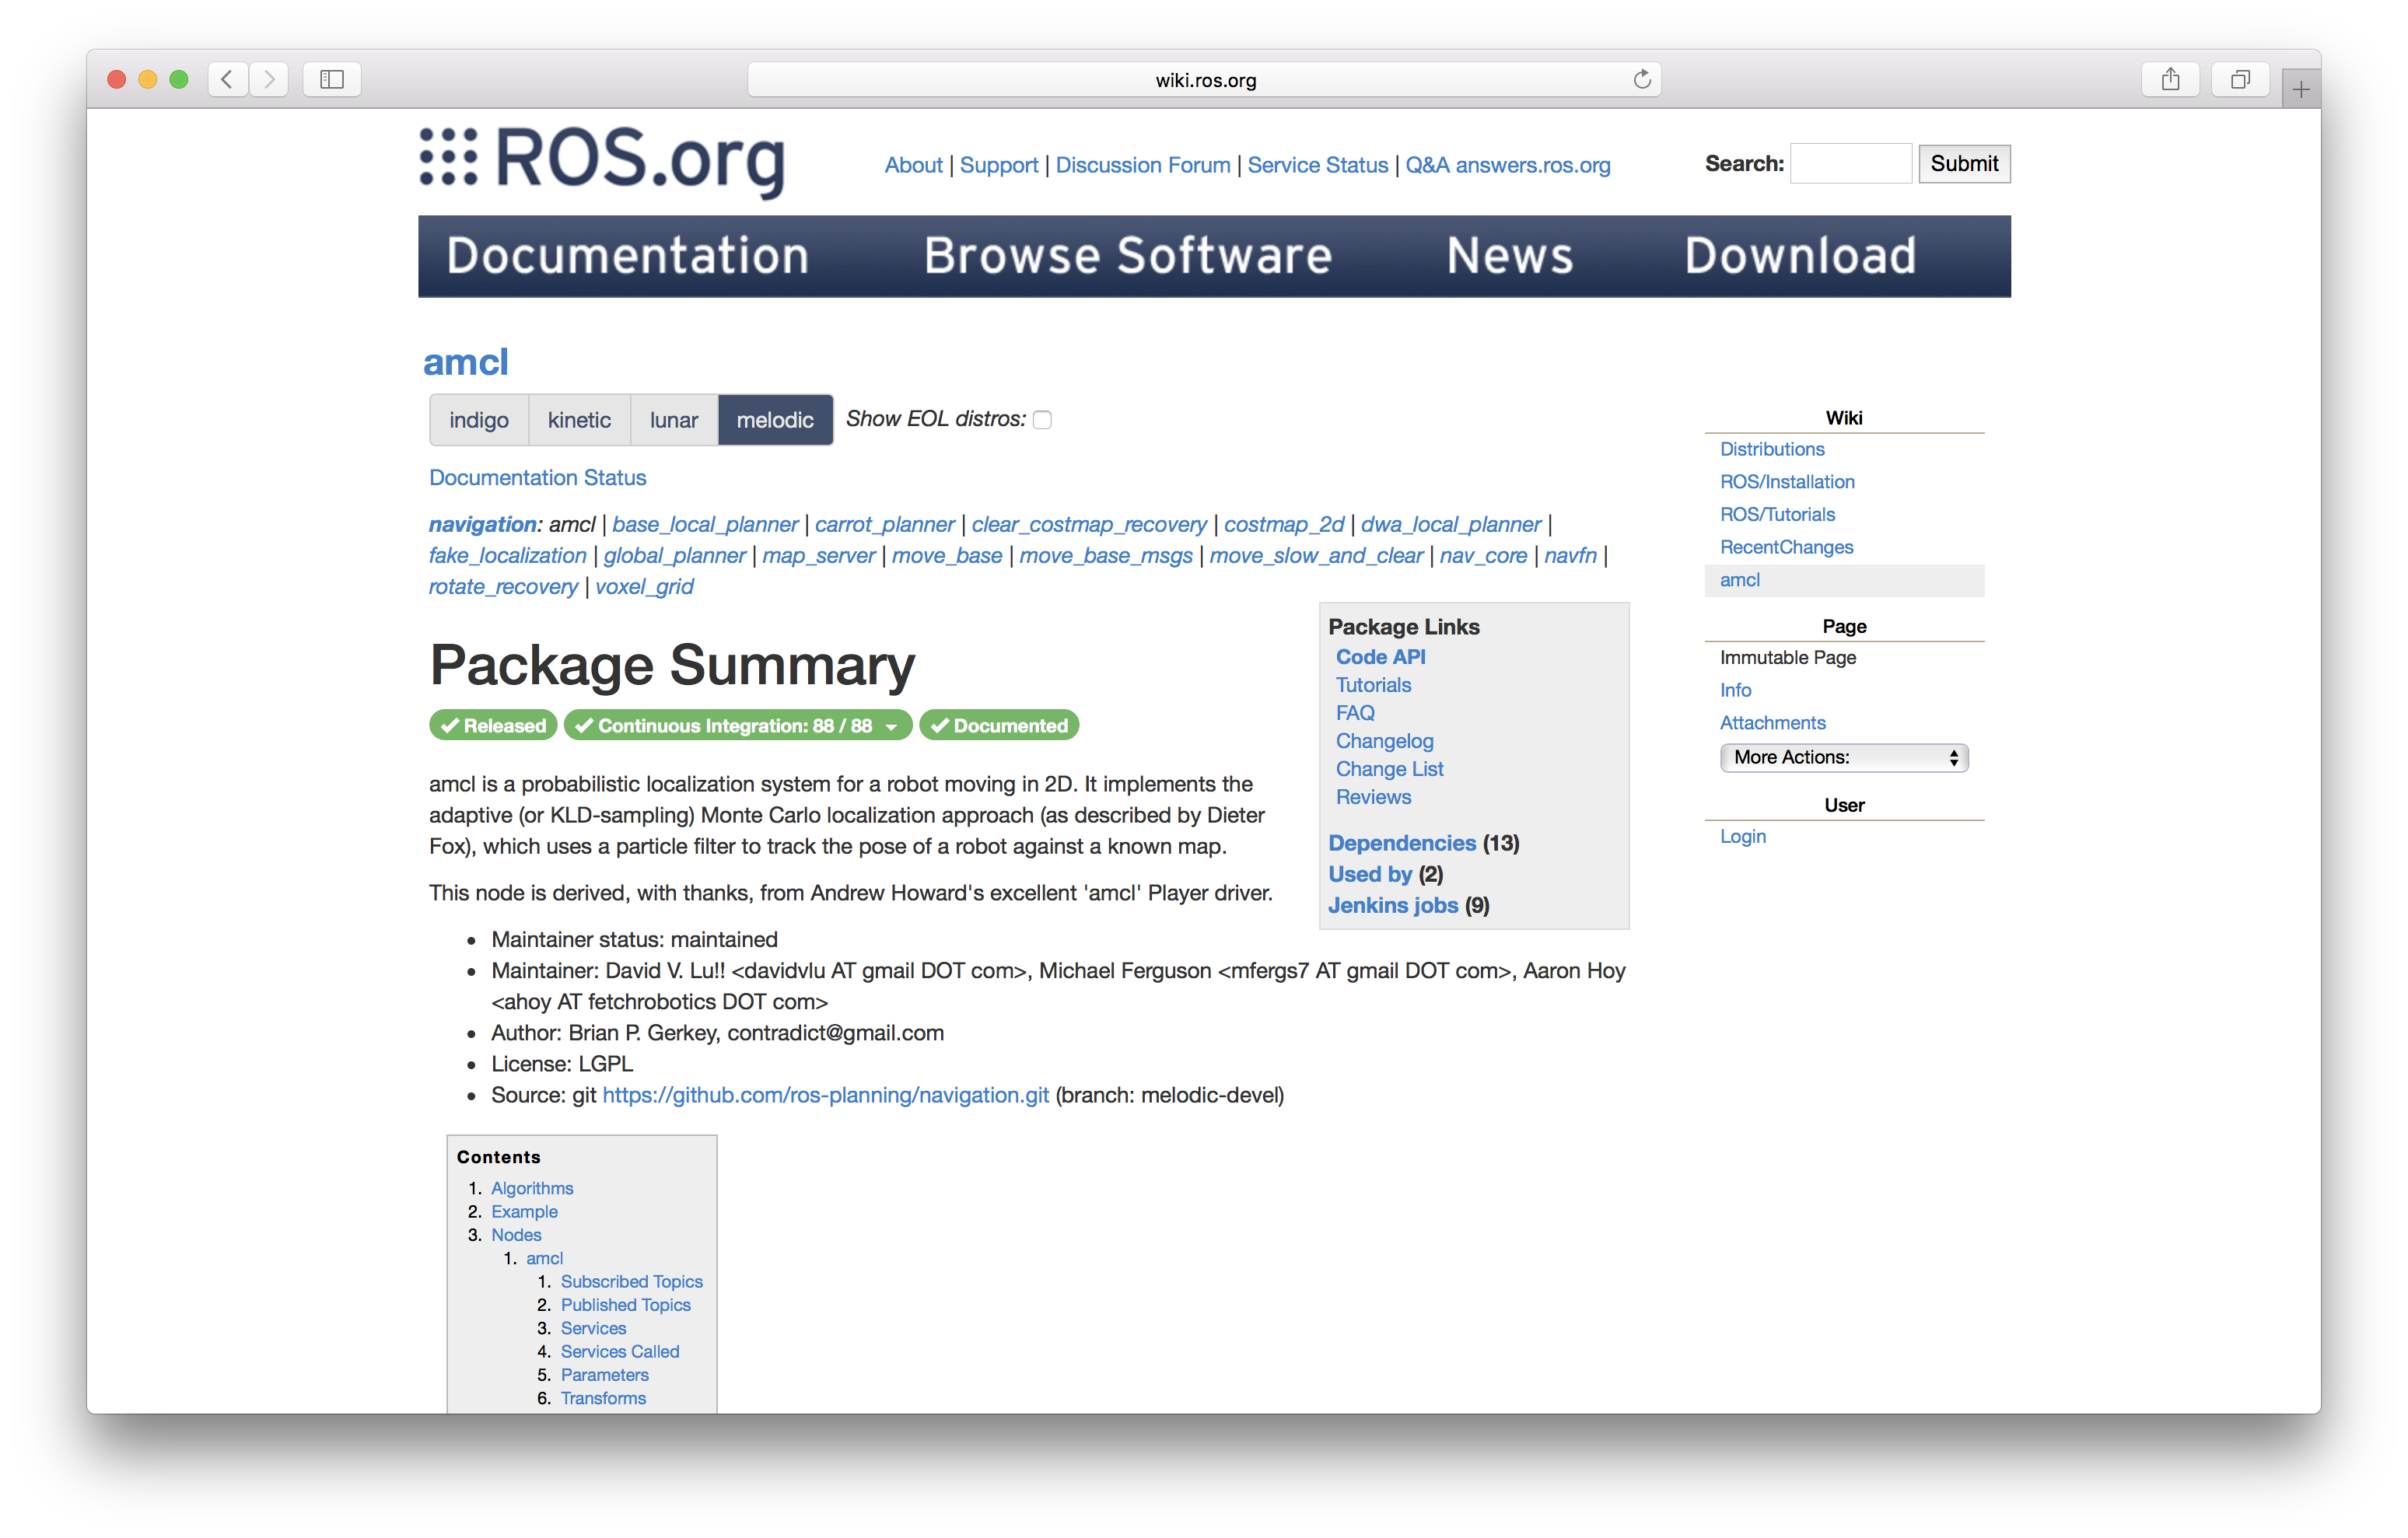 wiki.ros.org
ROS.org
About | Support | Discussion Forum | Service Status | Q&A answers.ros.org
Search: Submit
Documentation Browse Software News Download
amcl
indigo kinetic lunar melodic Show EOL distros:
Documentation Status
navigation: amcl | base_local_planner | carrot_planner | clear_costmap_recovery | costmap_2d | dwa_local_planner |
fake_localization | global_planner | map_server | move_base | move_base_msgs | move_slow_and_clear | nav_core | navfn |
rotate_recovery | voxel_grid
Package Summary
Released Continuous Integration: 88 / 88 Documented
amcl is a probabilistic localization system for a robot moving in 2D. It implements the
adaptive (or KLD-sampling) Monte Carlo localization approach (as described by Dieter
Fox), which uses a particle filter to track the pose of a robot against a known map.
This node is derived, with thanks, from Andrew Howard's excellent 'amcl' Player driver.
Maintainer status: maintained
Maintainer: David V. Lu!! <davidvlu AT gmail DOT com>, Michael Ferguson <mfergs7 AT gmail DOT com>, Aaron Hoy
<ahoy AT fetchrobotics DOT com>
Author: Brian P. Gerkey, contradict@gmail.com
License: LGPL
Source: git https://github.com/ros-planning/navigation.git (branch: melodic-devel)
Package Links
Code API
Tutorials
FAQ
Changelog
Change List
Reviews
Dependencies (13)
Used by (2)
Jenkins jobs (9)
Contents
1. Algorithms
2. Example
3. Nodes
1. amcl
1. Subscribed Topics
2. Published Topics
3. Services
4. Services Called
5. Parameters
6. Transforms
Wiki
Distributions
ROS/Installation
ROS/Tutorials
RecentChanges
amcl
Page
Immutable Page
Info
Attachments
More Actions:
User
Login